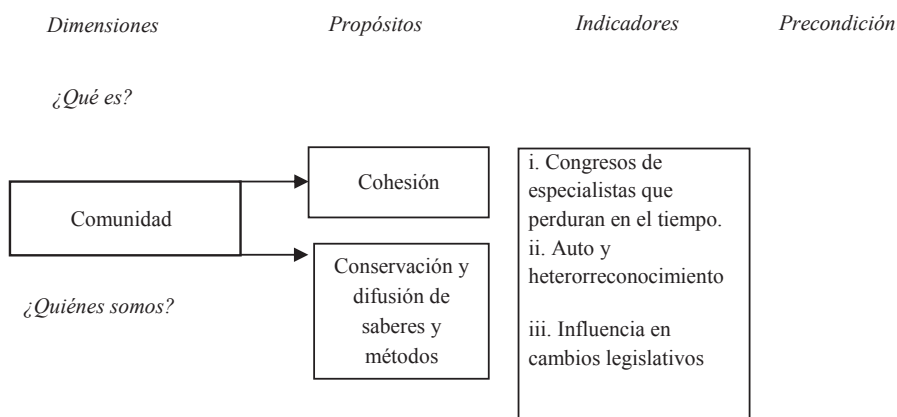 Dimensiones
Propósitos
Indicadores
Precondición
¿Qué es?
Comunidad
¿Quiénes somos?
Cohesión
Conservación y
difusión de
saberes y
métodos
i. Congresos de
especialistas que
perduran en el tiempo.
ii. Auto y
heterorreconocimiento
iii. Influencia en
cambios legislativos